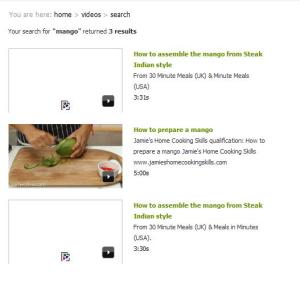 You are here: home > videos > search
Your search for "mango" returned 3 results
How to assemble the mango from Steak
Indian style
From 30 Minute Meals (UK) & Minute Meals
(USA)
3:31s
How to prepare a mango
Jamie's Home Cooking Skills qualification: How to
prepare a mango Jamie's Home Cooking Skills
www.jamieshomecookingskills.com
5:00s
How to assemble the mango from Steak
Indian style
From 30 Minute Meals (UK) & Meals in Minutes
(USA).
3:30s